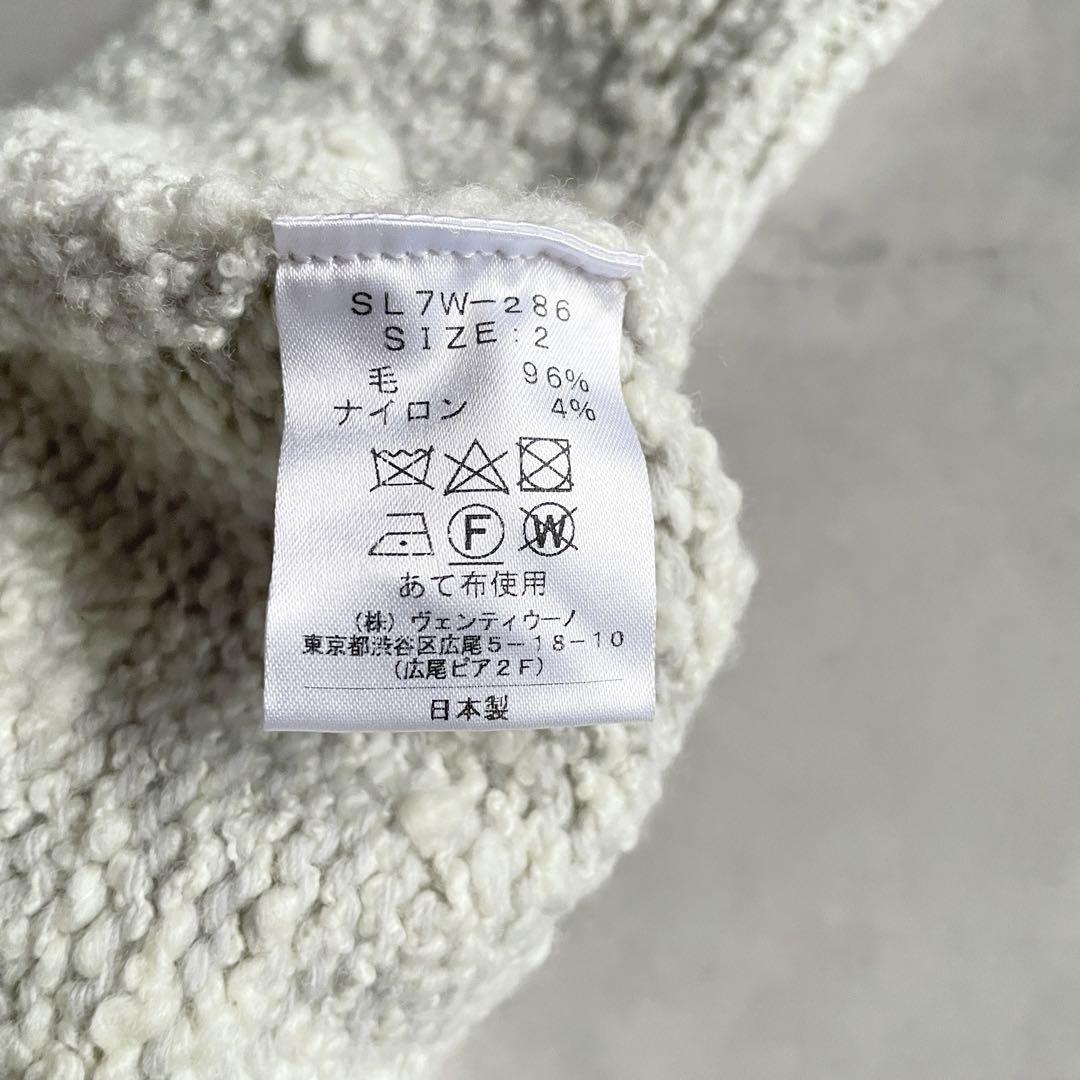 SL7W-286
SIZE:2
毛 96%
ナイロン 4%
F W
あて布使用
(株)ヴェンティウーノ
東京都渋谷区広尾5-18-10
(広尾ピア2F)
日本製